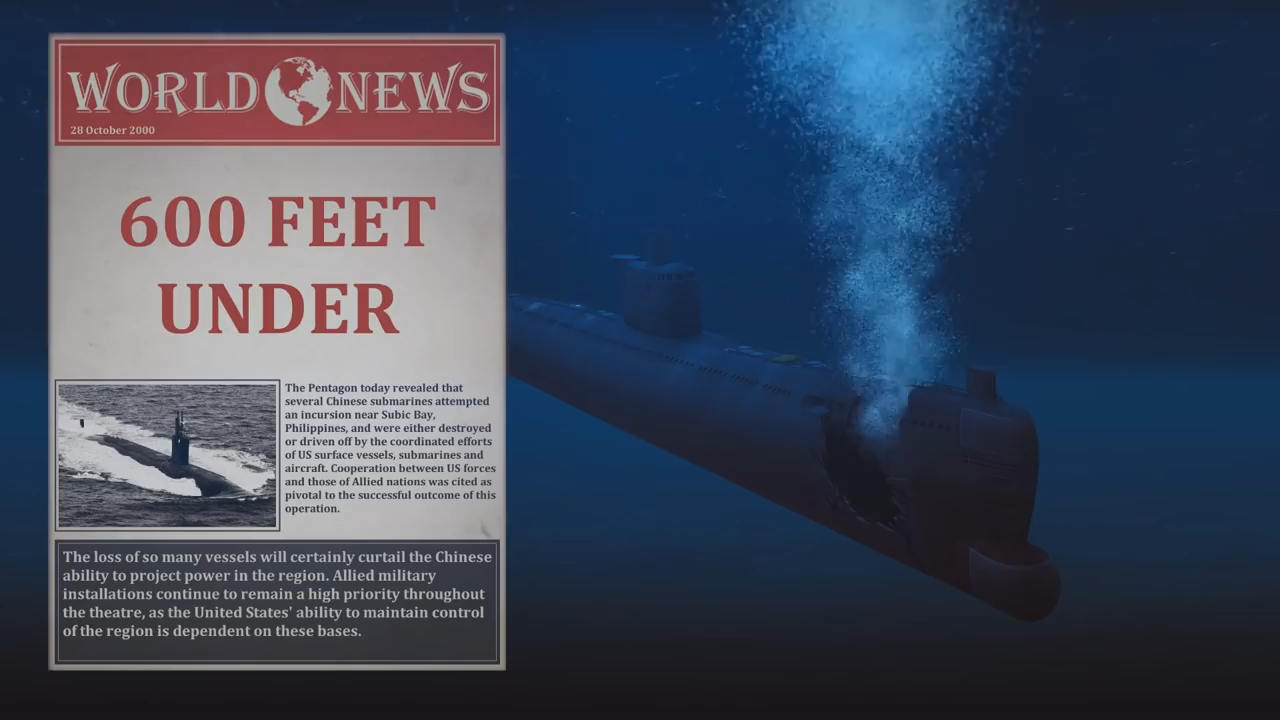 WORLD NEWS
28 October 2000
600 FEET
UNDER
The Pentagon today revealed that
several Chinese submarines attempted
an incursion near Subic Bay,
Philippines, and were either destroyed
or driven off by the coordinated efforts
of US surface vessels, submarines and
aircraft. Cooperation between US forces
and those of Allied nations was cited as
pivotal to the successful outcome of this
operation.
The loss of so many vessels will certainly curtail the Chinese
ability to project power in the region. Allied military
installations continue to remain a high priority throughout
the theatre, as the United States' ability to maintain control
of the region is dependent on these bases.